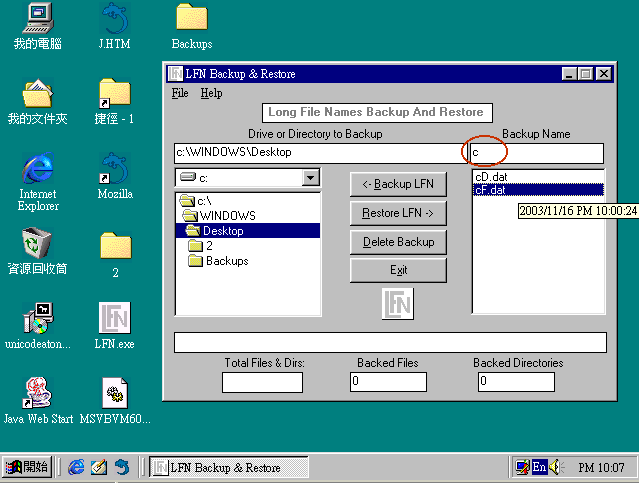 我的電腦
J.HTM
Backups
我的文件夾
捷徑 - 1
Internet
Explorer
Mozilla
資源回收筒
2
unicodeaton...
LFN.exe
Java Web Start
MSVBVM60...
LFN Backup & Restore
File Help
Long File Names Backup And Restore
Drive or Directory to Backup
Backup Name
c:\WINDOWS\Desktop
c
c:
<- Backup LFN
cD.dat
cF.dat
c:\
WINDOWS
Desktop
2
Backups
Restore LFN ->
2003/11/16 PM 10:00:24
Delete Backup
Exit
LFN
Total Files & Dirs:
Backed Files
Backed Directories
0
0
開始
LFN Backup & Restore
En
PM 10:07